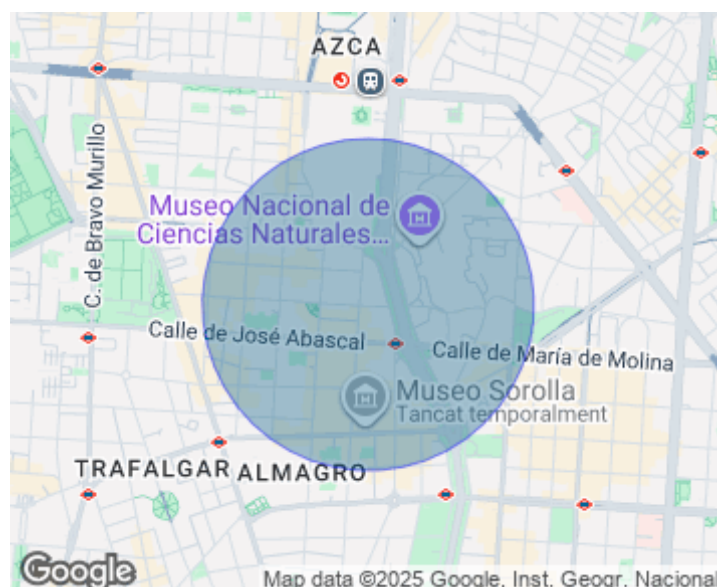 AZCA
Museo Nacional de
Ciencias Naturales...
C. de Bravo Murillo
Calle de José Abascal
Calle de María de Molina
Museo Sorolla
Tancat temporalment
TRAFALGAR
ALMAGRO
Google
Map data ©2025 Google, Inst. Geogr. Nacional